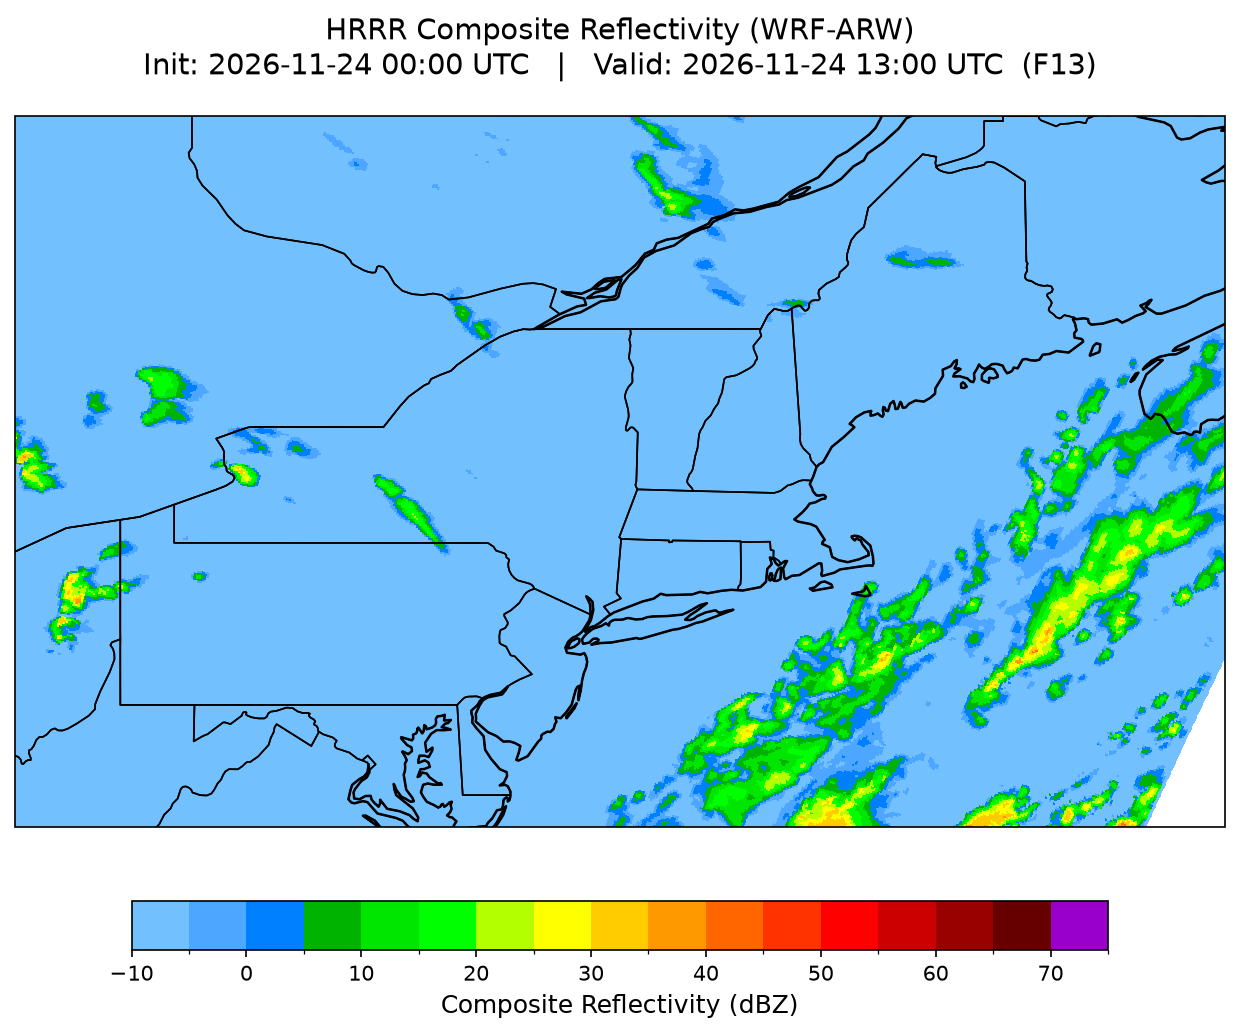 HRRR Composite Reflectivity (WRF-ARW)
Init: 2026-11-24 00:00 UTC | Valid: 2026-11-24 13:00 UTC (F13)
−10 0 10 20 30 40 50 60 70
Composite Reflectivity (dBZ)